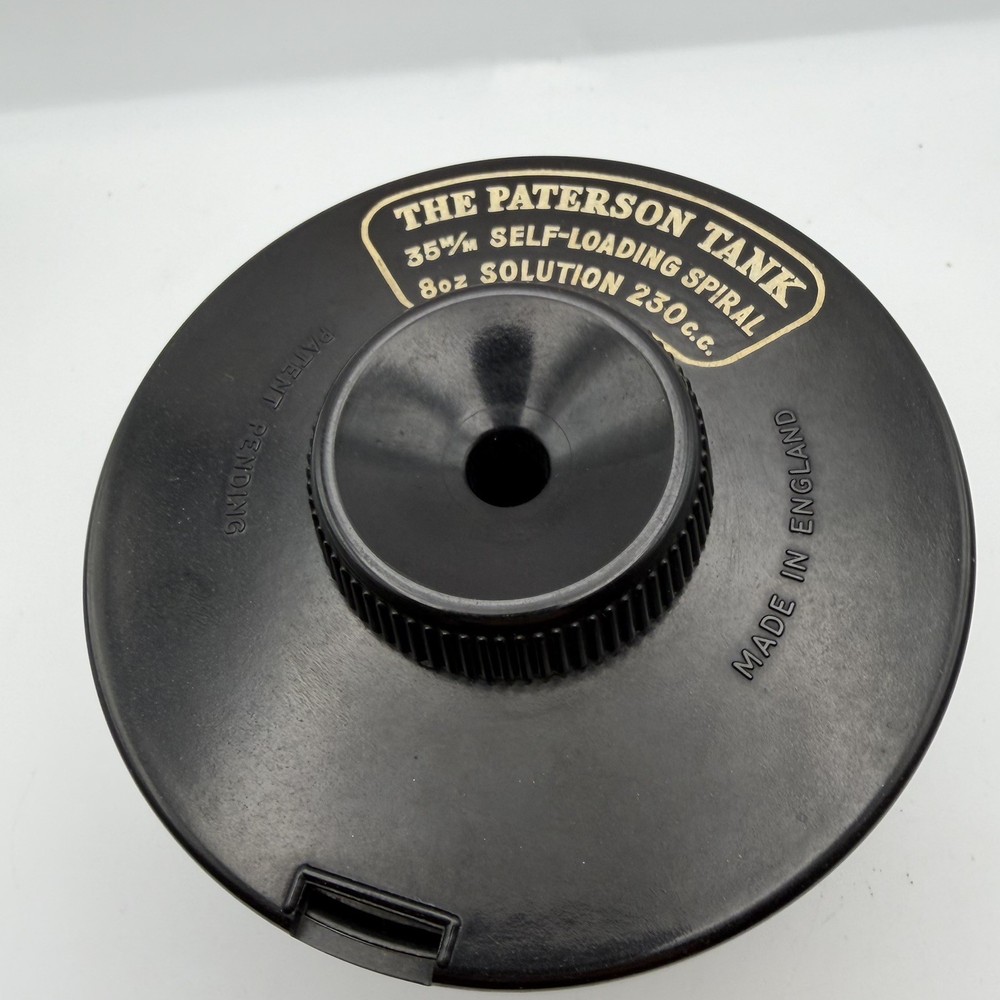 THE PATERSON TANK
35M/M SELF-LOADING SPIRAL
8oz SOLUTION 230c.c.
PATENT PENDING
MADE IN ENGLAND